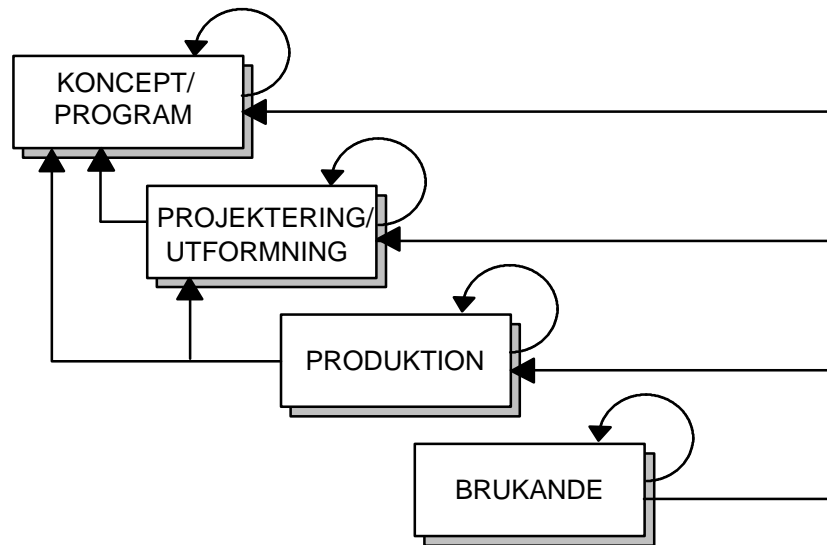 KONCEPT/
PROGRAM
PROJEKTERING/
UTFORMNING
PRODUKTION
BRUKANDE